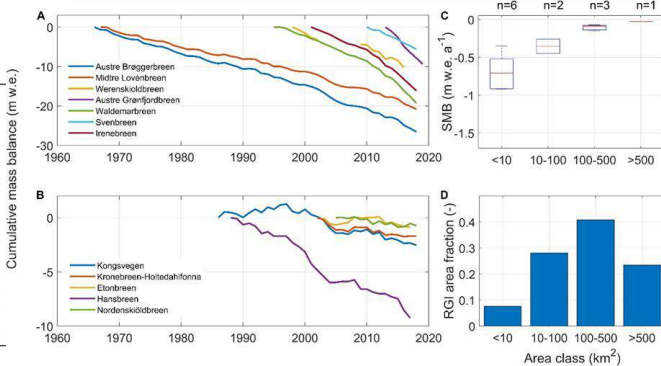 A
Cumulative mass balance (m w.e.)
0
-10
-20
-30
Austre Brøggerbreen
Midtre Lovénbreen
Werenskioldbreen
Austre Grønfjordbreen
Waldemarbreen
Svenbreen
Irenebreen
1960 1970 1980 1990 2000 2010 2020
B
0
-5
-10
Kongsvegen
Kronebreen-Holtedahlfonna
Etonbreen
Hansbreen
Nordenskiöldbreen
1960 1970 1980 1990 2000 2010 2020
C
n=6 n=2 n=3 n=1
SMB (m w.e. a-1)
0
-0.5
-1
-1.5
<10 10-100 100-500 >500
D
RGI area fraction (-)
0.4
0.3
0.2
0.1
0
<10 10-100 100-500 >500
Area class (km2)